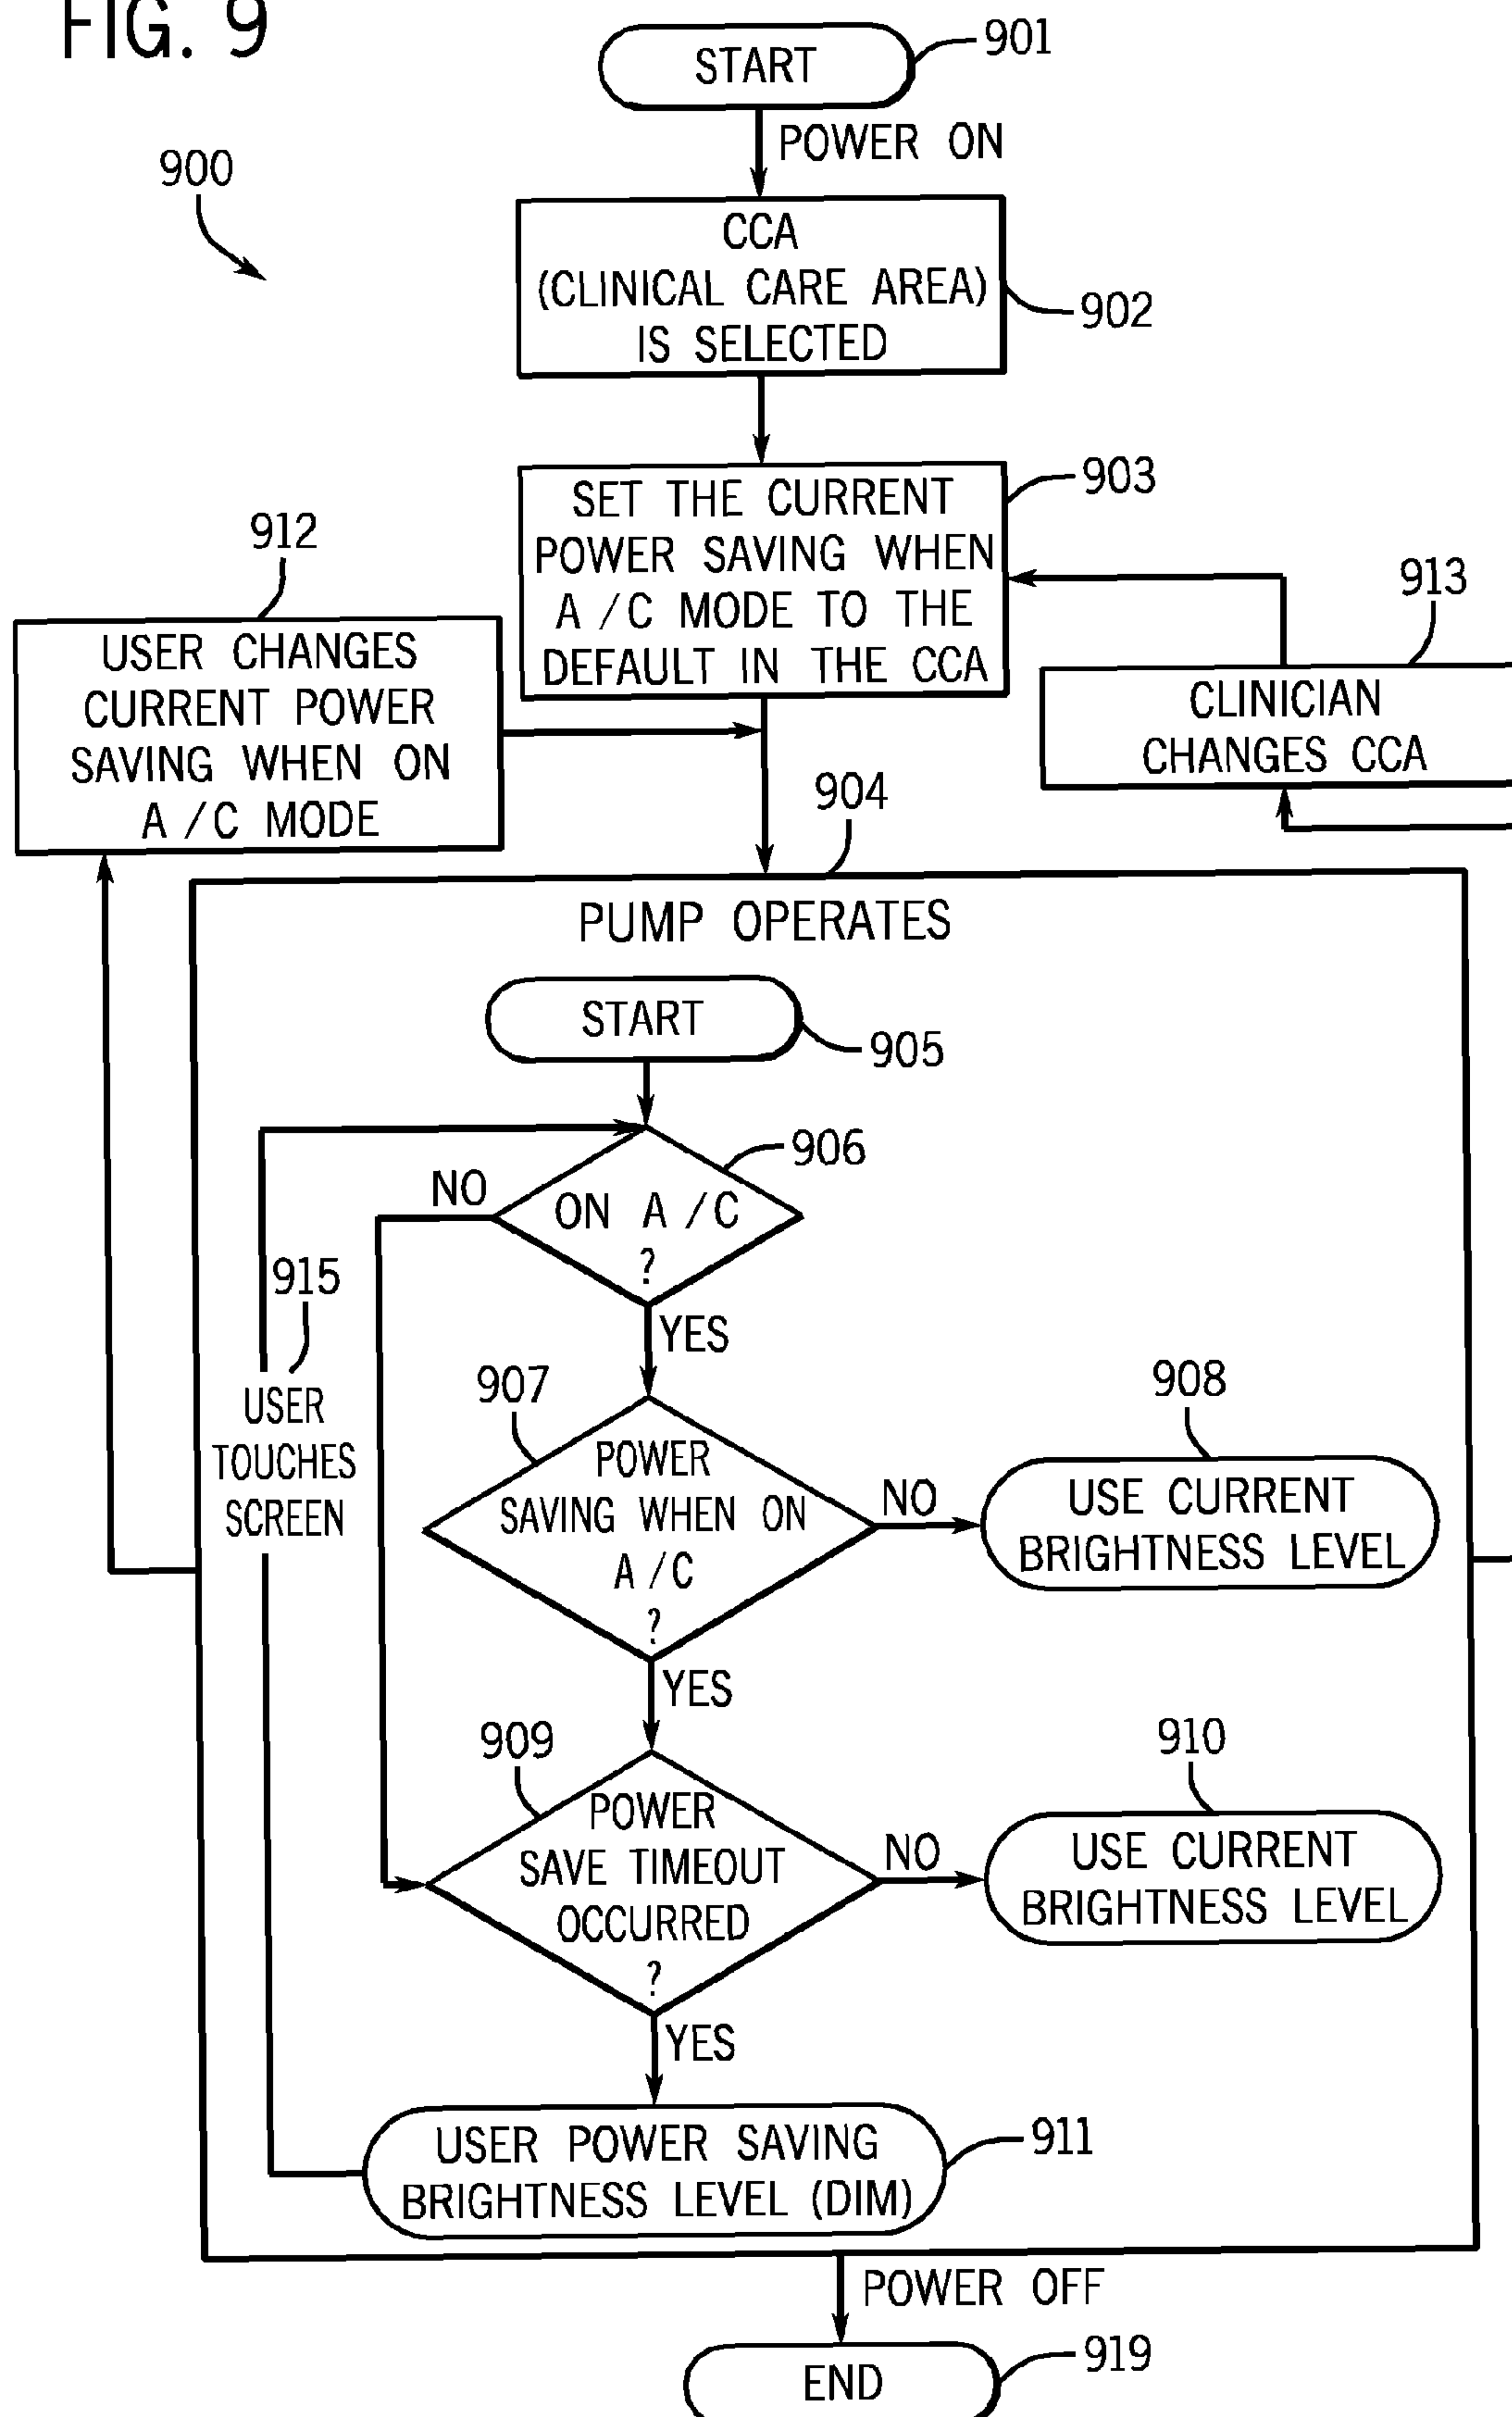 FIG. 9
START
901
POWER ON
900
CCA
(CLINICAL CARE AREA)
IS SELECTED
902
903
SET THE CURRENT
POWER SAVING WHEN
A/C MODE TO THE
DEFAULT IN THE CCA
912
USER CHANGES
CURRENT POWER
SAVING WHEN ON
A/C MODE
913
CLINICIAN
CHANGES CCA
904
PUMP OPERATES
START
905
906
NO
ON A/C
?
915
YES
USER
TOUCHES
SCREEN
907
POWER
SAVING WHEN ON
A/C
?
NO
908
USE CURRENT
BRIGHTNESS LEVEL
YES
909
POWER
SAVE TIMEOUT
OCCURRED
?
NO
910
USE CURRENT
BRIGHTNESS LEVEL
YES
USER POWER SAVING
BRIGHTNESS LEVEL (DIM)
911
POWER OFF
END
919